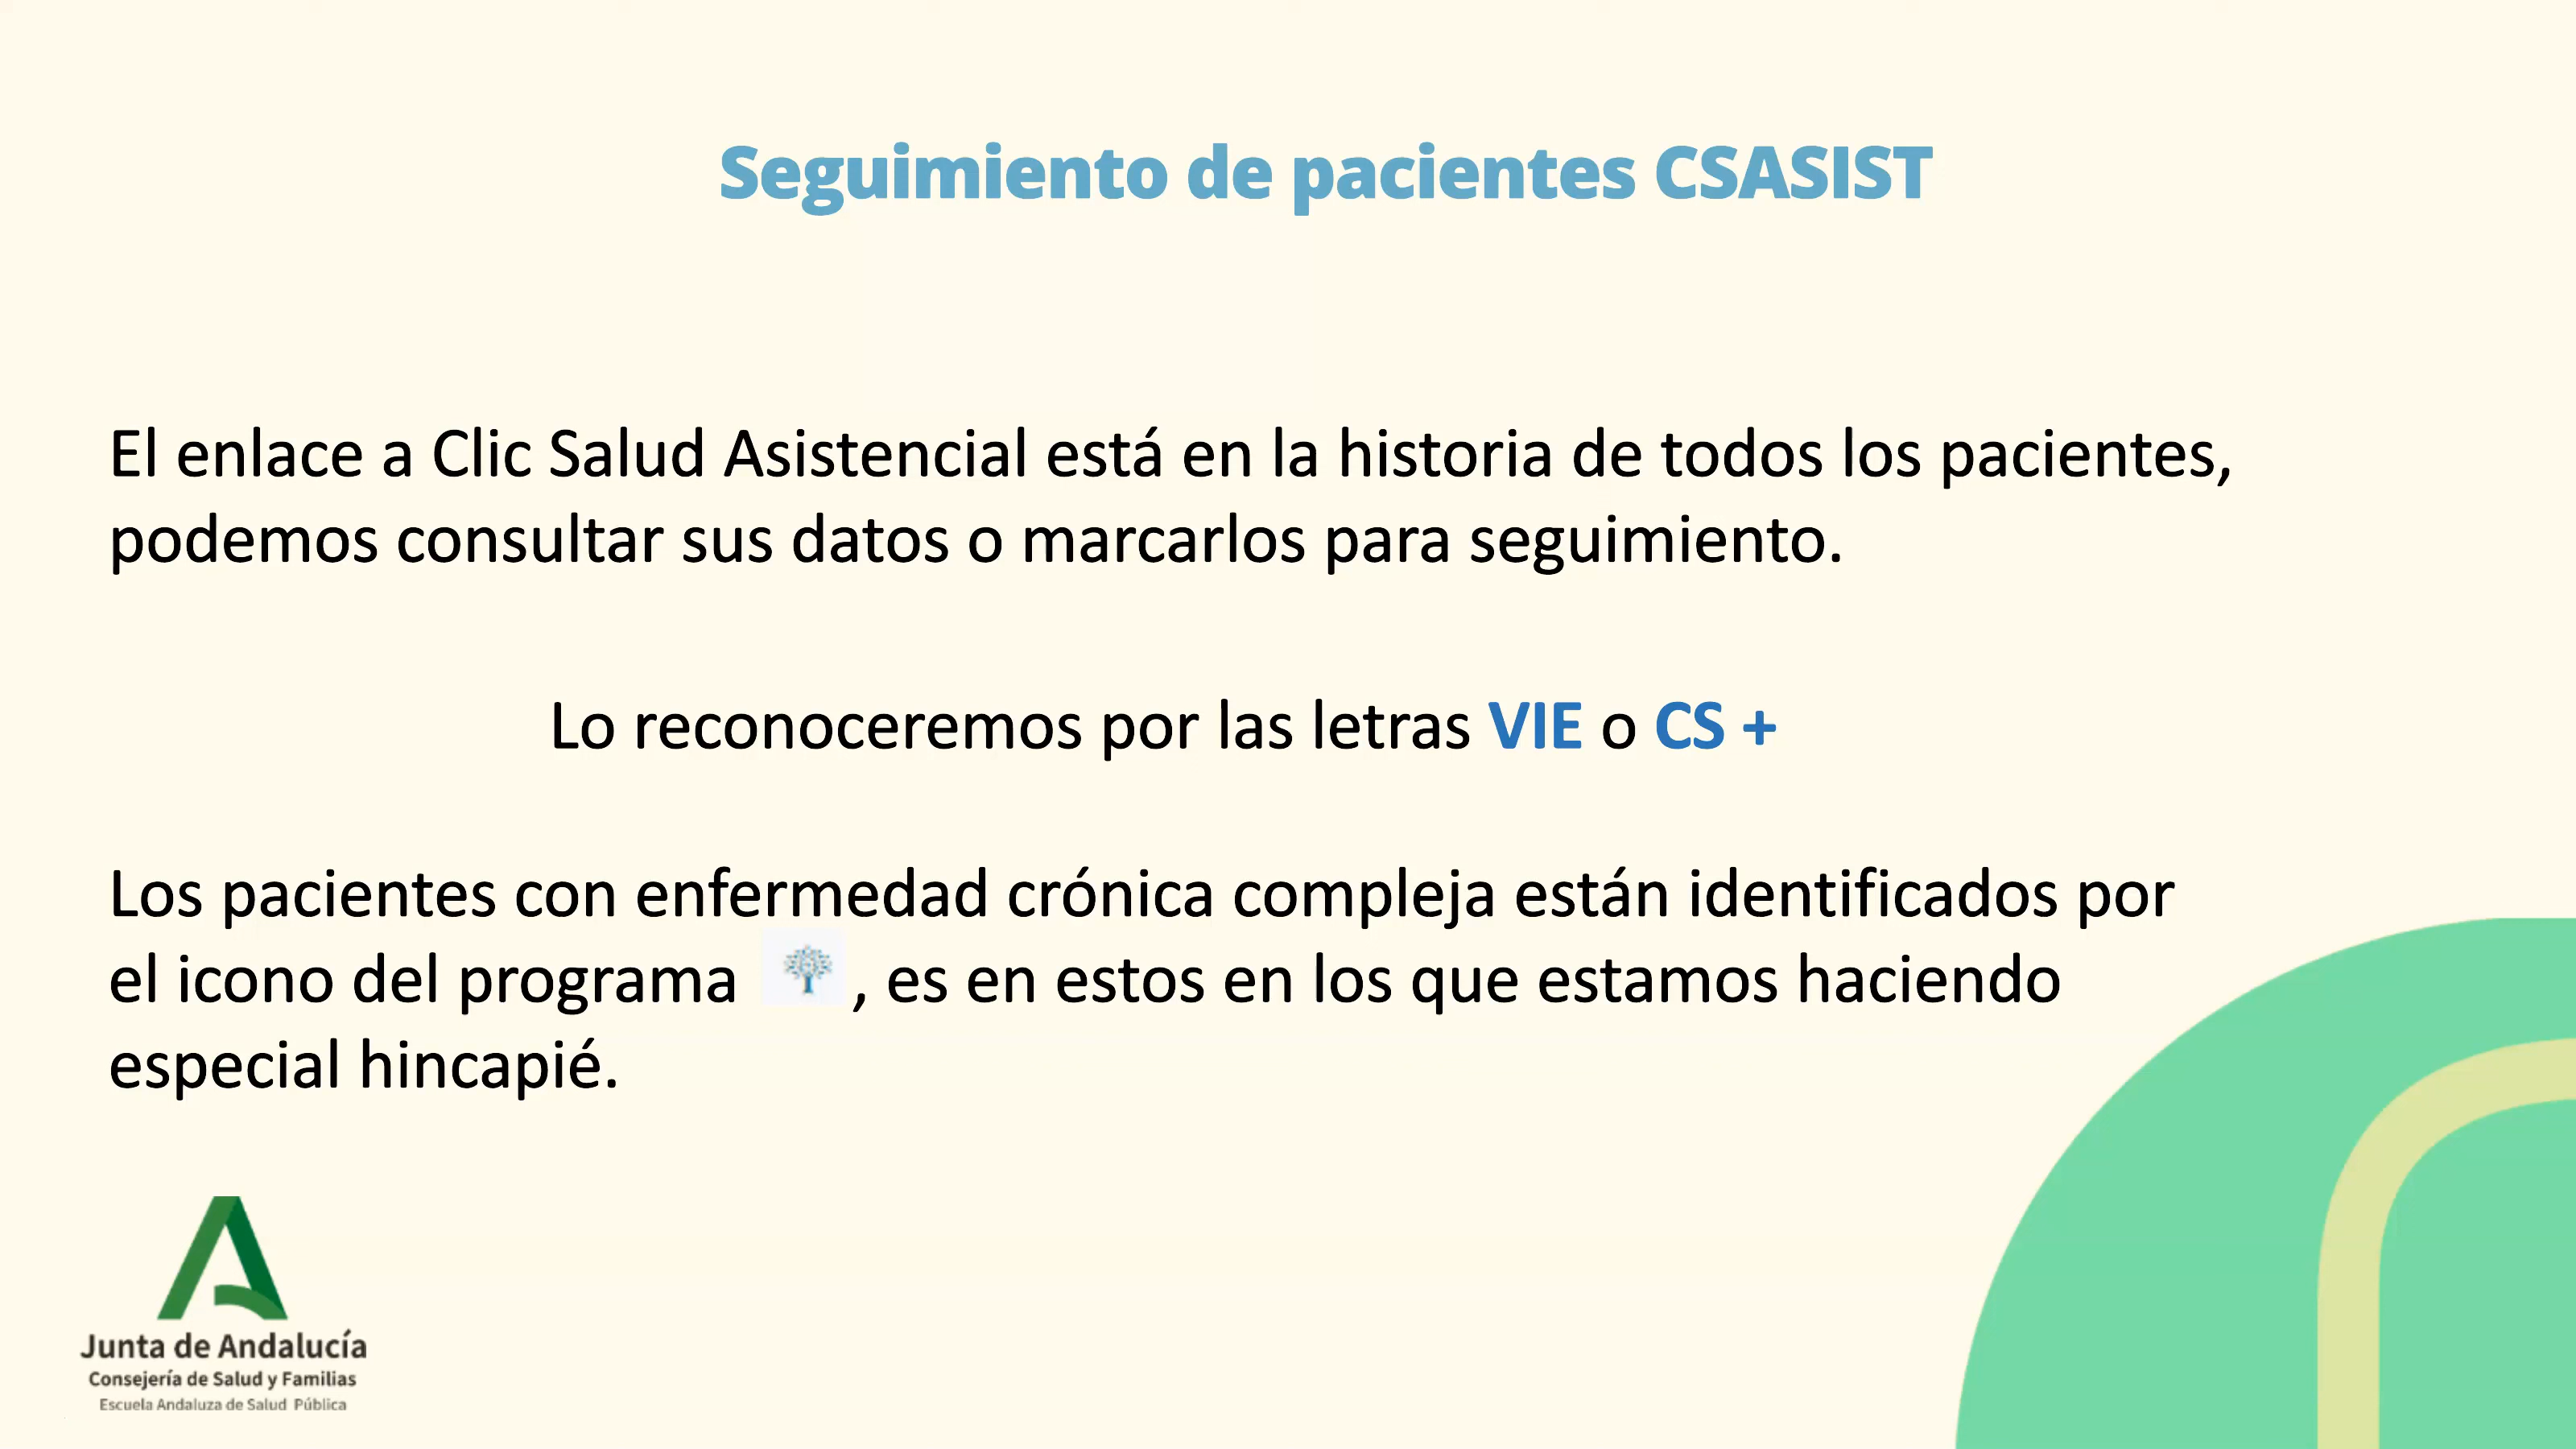 Seguimiento de pacientes CSASIST
El enlace a Clic Salud Asistencial está en la historia de todos los pacientes,
podemos consultar sus datos o marcarlos para seguimiento.
Lo reconoceremos por las letras VIE o CS +
Los pacientes con enfermedad crónica compleja están identificados por
el icono del programa , es en estos en los que estamos haciendo
especial hincapié.
Junta de Andalucía
Consejería de Salud y Familias
Escuela Andaluza de Salud Pública